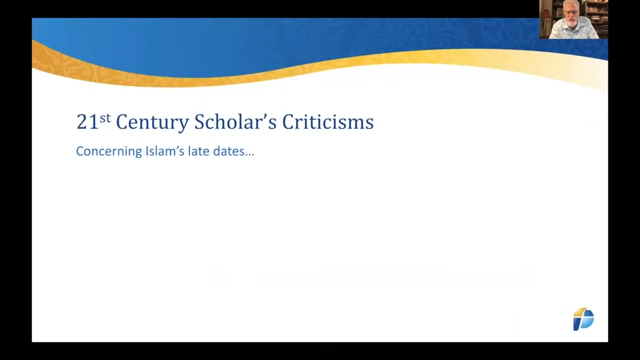 21st Century Scholar's Criticisms
Concerning Islam's late dates…